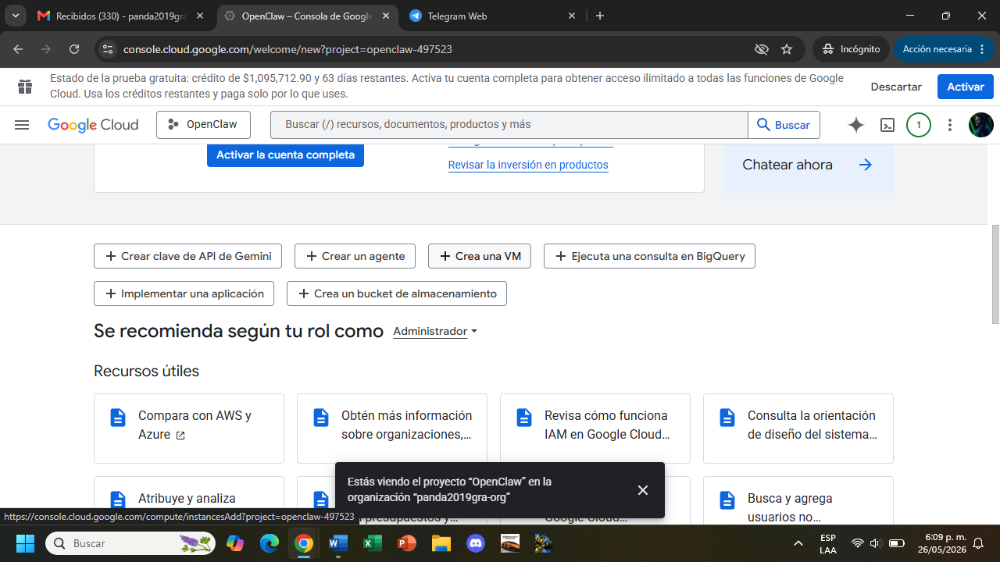 Recibidos (330) - panda2019gra
OpenClaw – Consola de Google
Telegram Web
console.cloud.google.com/welcome/new?project=openclaw-497523
Incógnito
Acción necesaria
Estado de la prueba gratuita: crédito de $1,095,712.90 y 63 días restantes. Activa tu cuenta completa para obtener acceso ilimitado a todas las funciones de Google
Cloud. Usa los créditos restantes y paga solo por lo que uses.
Descartar
Activar
Google Cloud
OpenClaw
Buscar (/) recursos, documentos, productos y más
Buscar
1
Activar la cuenta completa
Revisar la inversión en productos
Chatear ahora
Crear clave de API de Gemini
Crear un agente
Crea una VM
Ejecuta una consulta en BigQuery
Implementar una aplicación
Crea un bucket de almacenamiento
Se recomienda según tu rol como Administrador
Recursos útiles
Compara con AWS y
Azure
Obtén más información
sobre organizaciones,...
Revisa cómo funciona
IAM en Google Cloud...
Consulta la orientación
de diseño del sistema...
Atribuye y analiza
Busca y agrega
usuarios no...
Estás viendo el proyecto “OpenClaw” en la
organización “panda2019gra-org”
https://console.cloud.google.com/compute/instancesAdd?project=openclaw-497523
Buscar
ESP
LAA
6:09 p. m.
26/05/2026